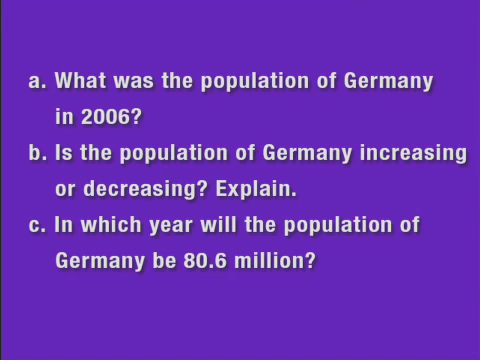 a. What was the population of Germany
in 2006?
b. Is the population of Germany increasing
or decreasing? Explain.
c. In which year will the population of
Germany be 80.6 million?